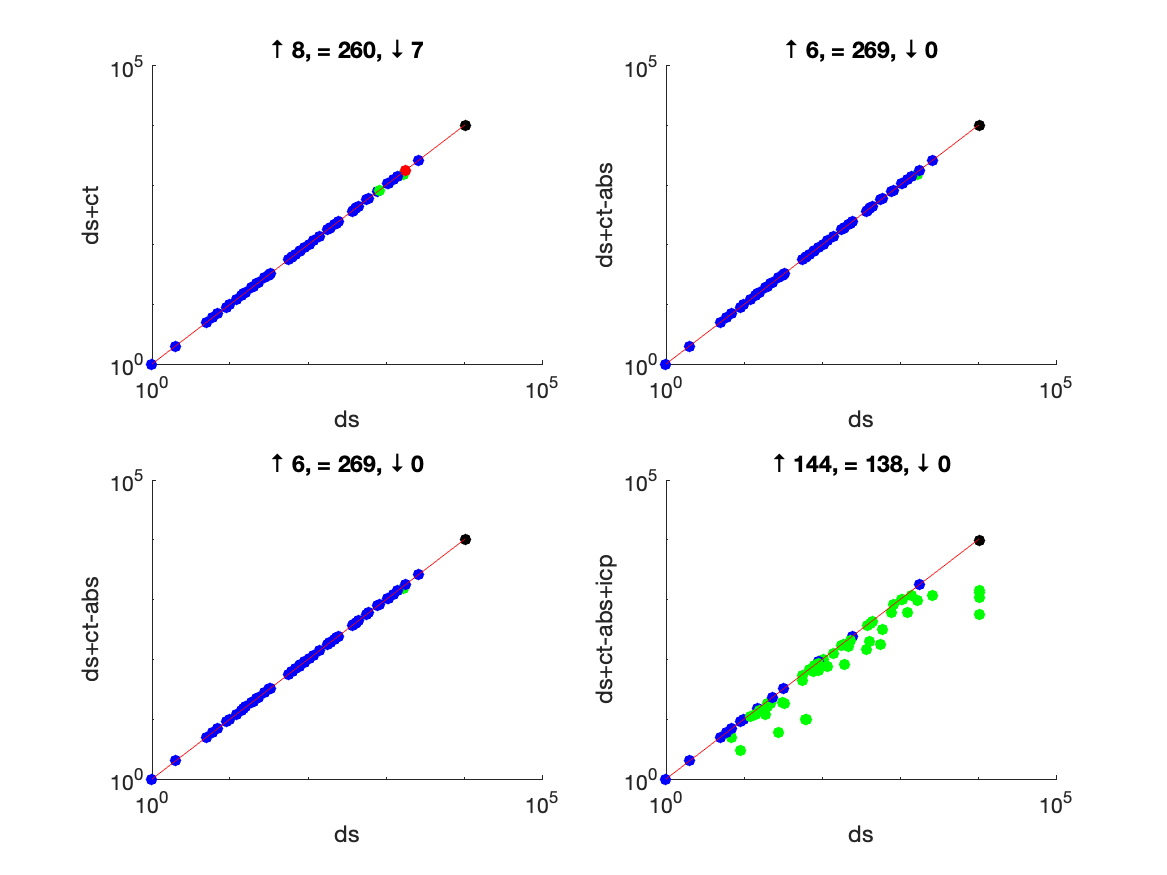 ↑ 8, = 260, ↓ 7
10^5
ds+ct
10^0
10^0
10^5
ds
↑ 6, = 269, ↓ 0
10^5
ds+ct-abs
10^0
10^0
10^5
ds
↑ 6, = 269, ↓ 0
10^5
ds+ct-abs
10^0
10^0
10^5
ds
↑ 144, = 138, ↓ 0
10^5
ds+ct-abs+icp
10^0
10^0
10^5
ds